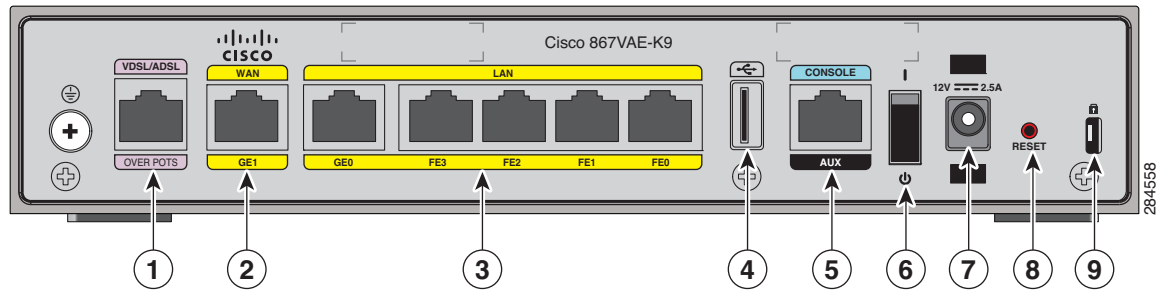 CISCO
Cisco 867VAE-K9
VDSL/ADSL
WAN
LAN
CONSOLE
12V 2.5A
RESET
OVER POTS
GE1
GE0
FE3
FE2
FE1
FE0
AUX
284558
1
2
3
4
5
6
7
8
9